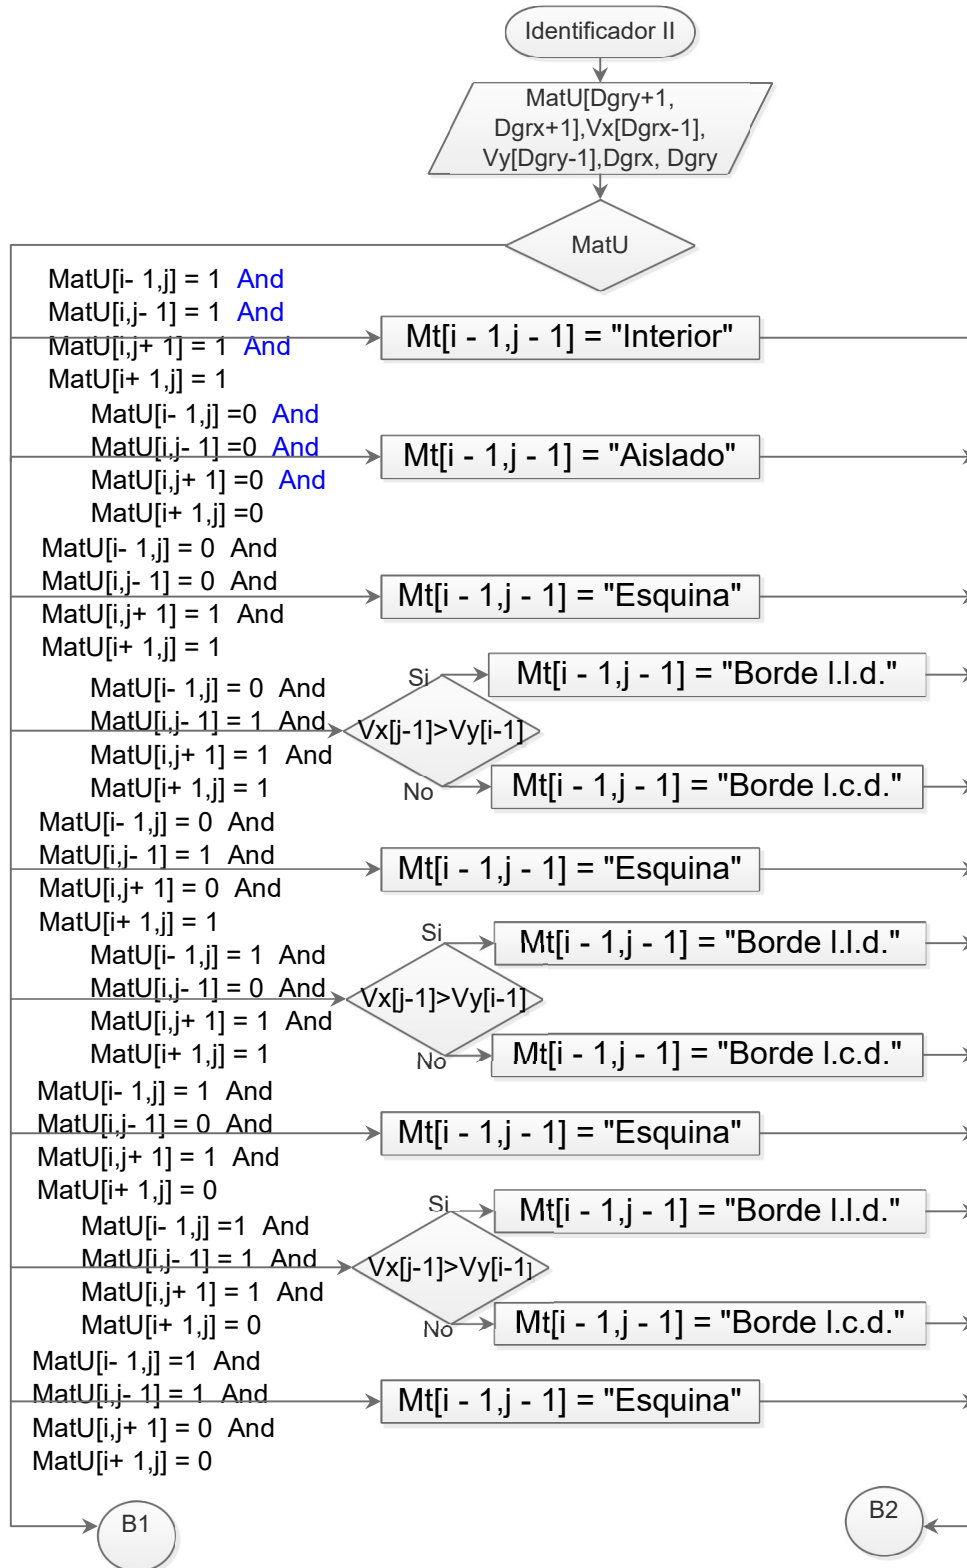 Identificador II
MatU[Dgry+1,
Dgrx+1],Vx[Dgrx-1],
Vy[Dgry-1],Dgrx, Dgry
MatU
MatU[i- 1,j] = 1 And
MatU[i,j- 1] = 1 And
MatU[i,j+ 1] = 1 And
MatU[i+ 1,j] = 1
Mt[i - 1,j - 1] = "Interior"
MatU[i- 1,j] =0 And
MatU[i,j- 1] =0 And
MatU[i,j+ 1] =0 And
MatU[i+ 1,j] =0
Mt[i - 1,j - 1] = "Aislado"
MatU[i- 1,j] = 0 And
MatU[i,j- 1] = 0 And
MatU[i,j+ 1] = 1 And
MatU[i+ 1,j] = 1
Mt[i - 1,j - 1] = "Esquina"
MatU[i- 1,j] = 0 And
MatU[i,j- 1] = 1 And
MatU[i,j+ 1] = 1 And
MatU[i+ 1,j] = 1
Vx[j-1]>Vy[i-1]
Si
Mt[i - 1,j - 1] = "Borde l.l.d."
No
Mt[i - 1,j - 1] = "Borde l.c.d."
MatU[i- 1,j] = 0 And
MatU[i,j- 1] = 1 And
MatU[i,j+ 1] = 0 And
MatU[i+ 1,j] = 1
Mt[i - 1,j - 1] = "Esquina"
MatU[i- 1,j] = 1 And
MatU[i,j- 1] = 0 And
MatU[i,j+ 1] = 1 And
MatU[i+ 1,j] = 1
Vx[j-1]>Vy[i-1]
Si
Mt[i - 1,j - 1] = "Borde l.l.d."
No
Mt[i - 1,j - 1] = "Borde l.c.d."
MatU[i- 1,j] = 1 And
MatU[i,j- 1] = 0 And
MatU[i,j+ 1] = 1 And
MatU[i+ 1,j] = 0
Mt[i - 1,j - 1] = "Esquina"
MatU[i- 1,j] =1 And
MatU[i,j- 1] = 1 And
MatU[i,j+ 1] = 1 And
MatU[i+ 1,j] = 0
Vx[j-1]>Vy[i-1]
Si
Mt[i - 1,j - 1] = "Borde l.l.d."
No
Mt[i - 1,j - 1] = "Borde l.c.d."
MatU[i- 1,j] =1 And
MatU[i,j- 1] = 1 And
MatU[i,j+ 1] = 0 And
MatU[i+ 1,j] = 0
Mt[i - 1,j - 1] = "Esquina"
B1
B2